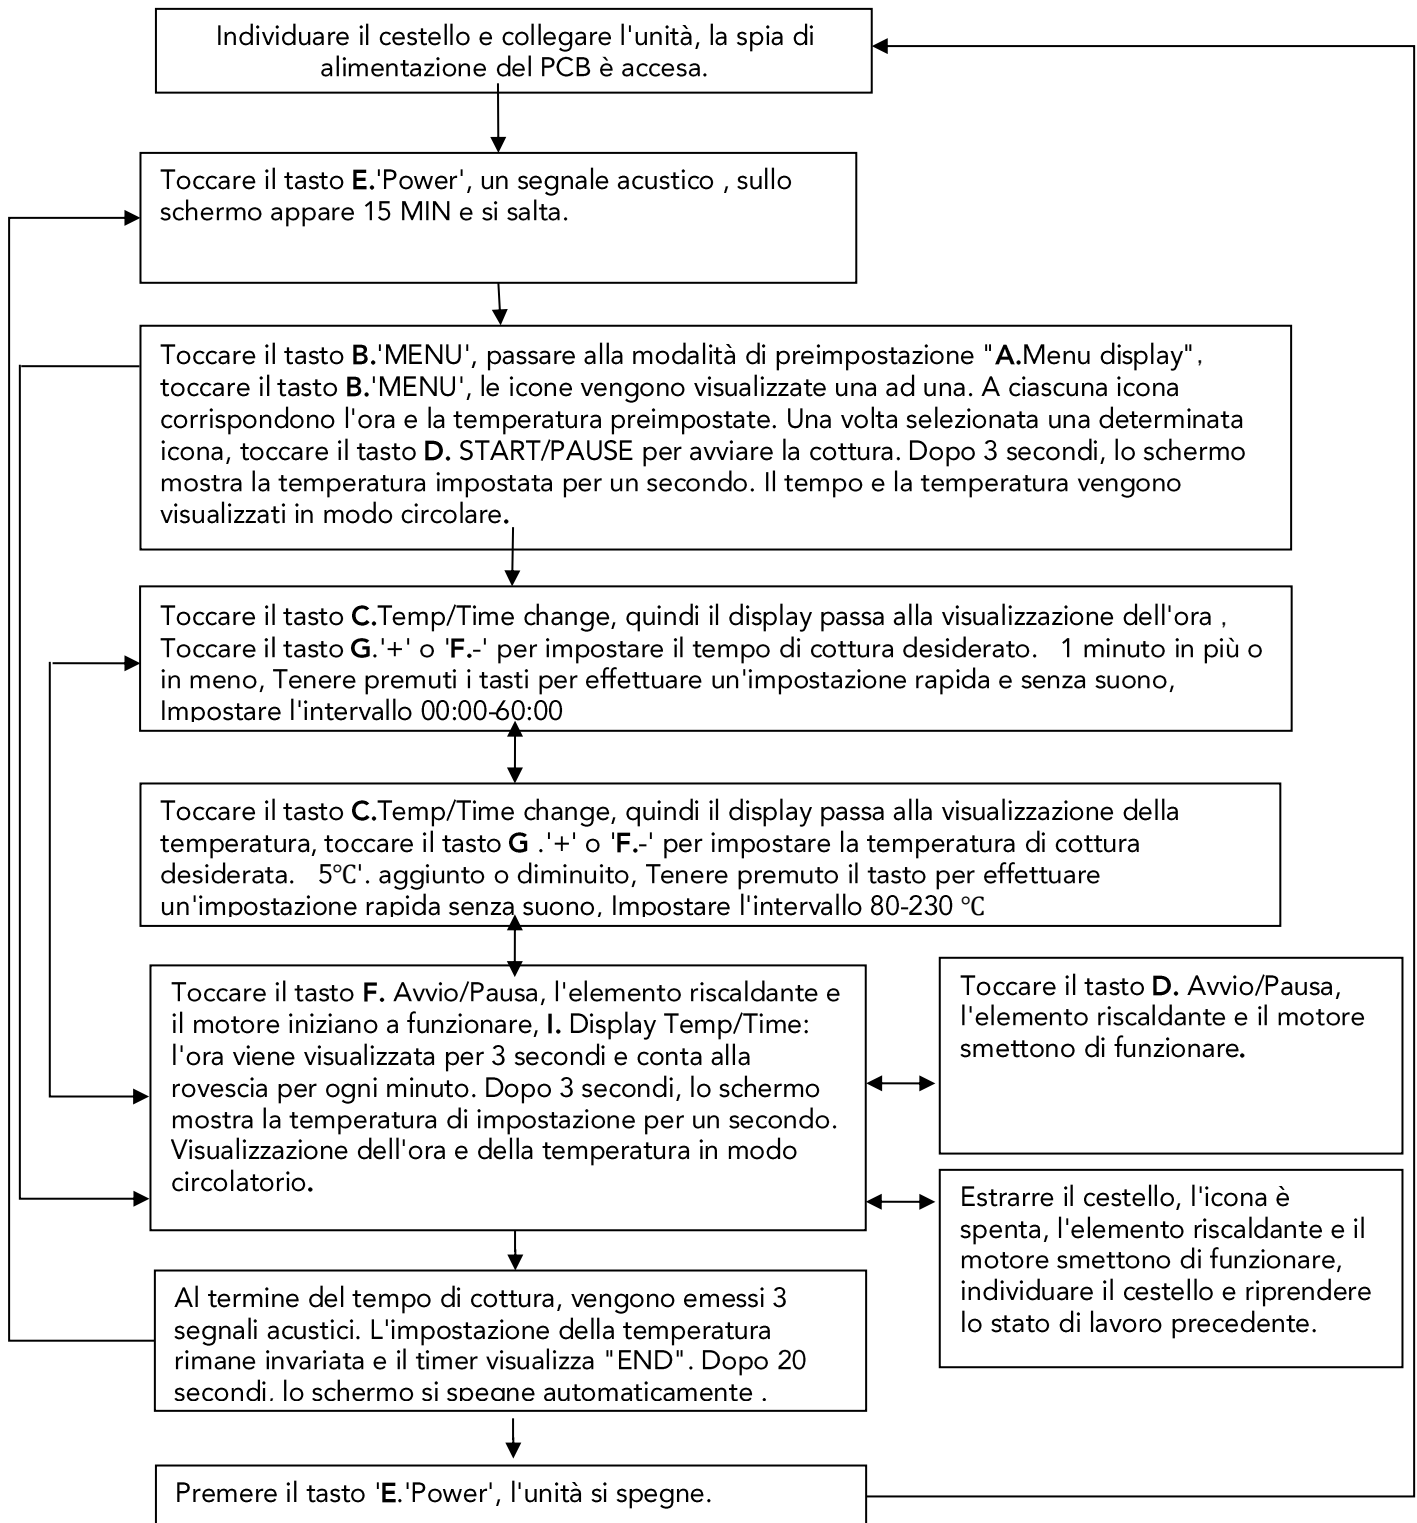 Individuare il cestello e collegare l'unità, la spia di
alimentazione del PCB è accesa.
Toccare il tasto E.'Power', un segnale acustico , sullo
schermo appare 15 MIN e si salta.
Toccare il tasto B.'MENU', passare alla modalità di preimpostazione "A.Menu display",
toccare il tasto B.'MENU', le icone vengono visualizzate una ad una. A ciascuna icona
corrispondono l'ora e la temperatura preimpostate. Una volta selezionata una determinata
icona, toccare il tasto D. START/PAUSE per avviare la cottura. Dopo 3 secondi, lo schermo
mostra la temperatura impostata per un secondo. Il tempo e la temperatura vengono
visualizzati in modo circolare.
Toccare il tasto C.Temp/Time change, quindi il display passa alla visualizzazione dell'ora ,
Toccare il tasto G.'+' o 'F.-' per impostare il tempo di cottura desiderato.   1 minuto in più o
in meno, Tenere premuti i tasti per effettuare un'impostazione rapida e senza suono,
Impostare l'intervallo 00:00-60:00
Toccare il tasto C.Temp/Time change, quindi il display passa alla visualizzazione della
temperatura, toccare il tasto G .'+' o 'F.-' per impostare la temperatura di cottura
desiderata.   5℃'. aggiunto o diminuito, Tenere premuto il tasto per effettuare
un'impostazione rapida senza suono, Impostare l'intervallo 80-230 ℃
Toccare il tasto F. Avvio/Pausa, l'elemento riscaldante e
il motore iniziano a funzionare, I. Display Temp/Time:
l'ora viene visualizzata per 3 secondi e conta alla
rovescia per ogni minuto. Dopo 3 secondi, lo schermo
mostra la temperatura di impostazione per un secondo.
Visualizzazione dell'ora e della temperatura in modo
circolatorio.
Toccare il tasto D. Avvio/Pausa,
l'elemento riscaldante e il motore
smettono di funzionare.
Estrarre il cestello, l'icona è
spenta, l'elemento riscaldante e il
motore smettono di funzionare,
individuare il cestello e riprendere
lo stato di lavoro precedente.
Al termine del tempo di cottura, vengono emessi 3
segnali acustici. L'impostazione della temperatura
rimane invariata e il timer visualizza "END". Dopo 20
secondi, lo schermo si spegne automaticamente .
Premere il tasto 'E.'Power', l'unità si spegne.